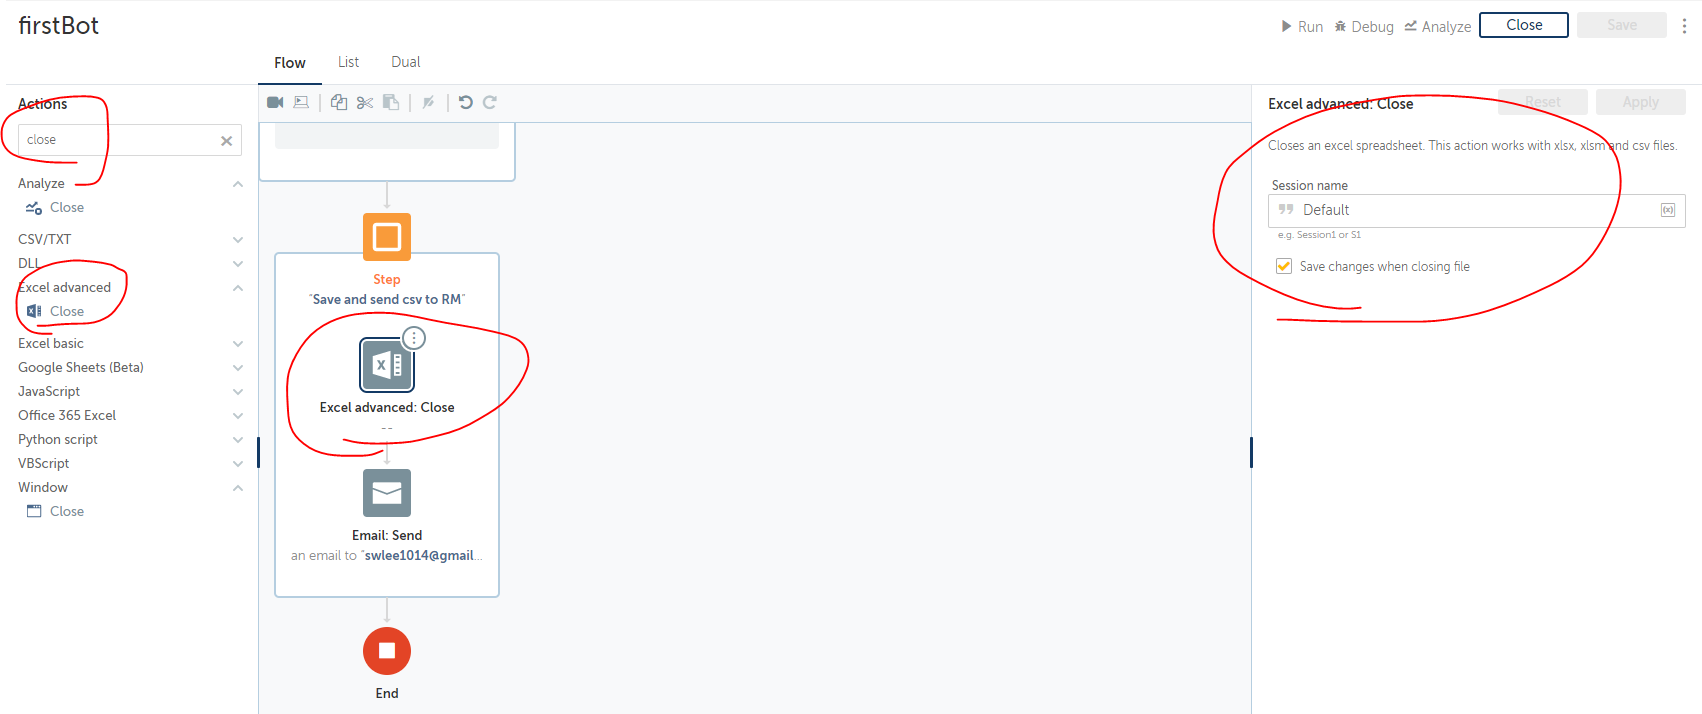 firstBot
Run Debug Analyze Close Save
Flow List Dual
Actions
close
Analyze
Close
CSV/TXT
DLL
Excel advanced
Close
Excel basic
Google Sheets (Beta)
JavaScript
Office 365 Excel
Python script
VBScript
Window
Close
Step
"Save and send csv to RM"
Excel advanced: Close
--
Email: Send
an email to "swlee1014@gmail...
End
Excel advanced: Close Reset Apply
Closes an excel spreadsheet. This action works with xlsx, xlsm and csv files.
Session name
Default (x)
e.g. Session1 or S1
Save changes when closing file